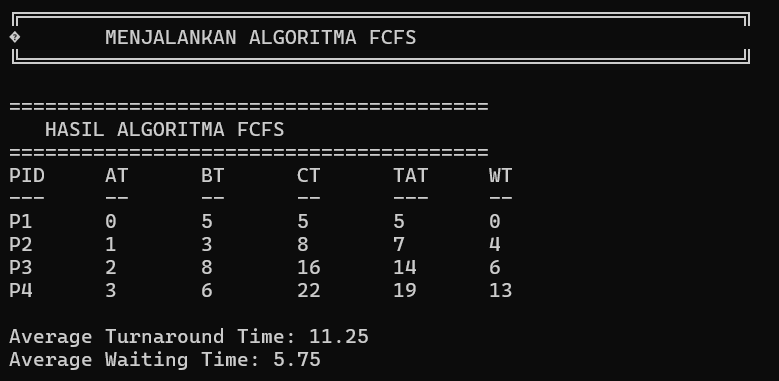 ╔═════════════════════════════════════════════════════════════╗
�       MENJALANKAN ALGORITMA FCFS
╚═════════════════════════════════════════════════════════════╝
========================================
   HASIL ALGORITMA FCFS
========================================
PID     AT      BT      CT      TAT     WT
---     --      --      --      ---     --
P1      0       5       5       5       0
P2      1       3       8       7       4
P3      2       8       16      14      6
P4      3       6       22      19      13
Average Turnaround Time: 11.25
Average Waiting Time: 5.75